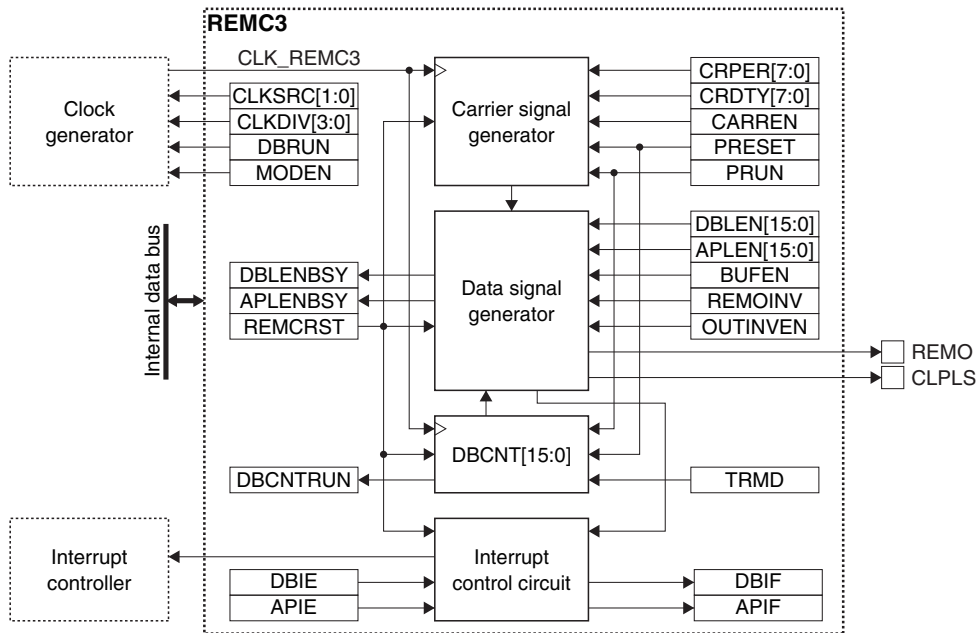 REMC3
CLK_REMC3
Clock
generator
CLKSRC[1:0]
CLKDIV[3:0]
DBRUN
MODEN
Carrier signal
generator
CRPER[7:0]
CRDTY[7:0]
CARREN
PRESET
PRUN
Internal data bus
DBLENBSY
APLENBSY
REMCRST
Data signal
generator
DBLEN[15:0]
APLEN[15:0]
BUFEN
REMOINV
OUTINVEN
REMO
CLPLS
DBCNTRUN
DBCNT[15:0]
TRMD
Interrupt
controller
DBIE
APIE
Interrupt
control circuit
DBIF
APIF